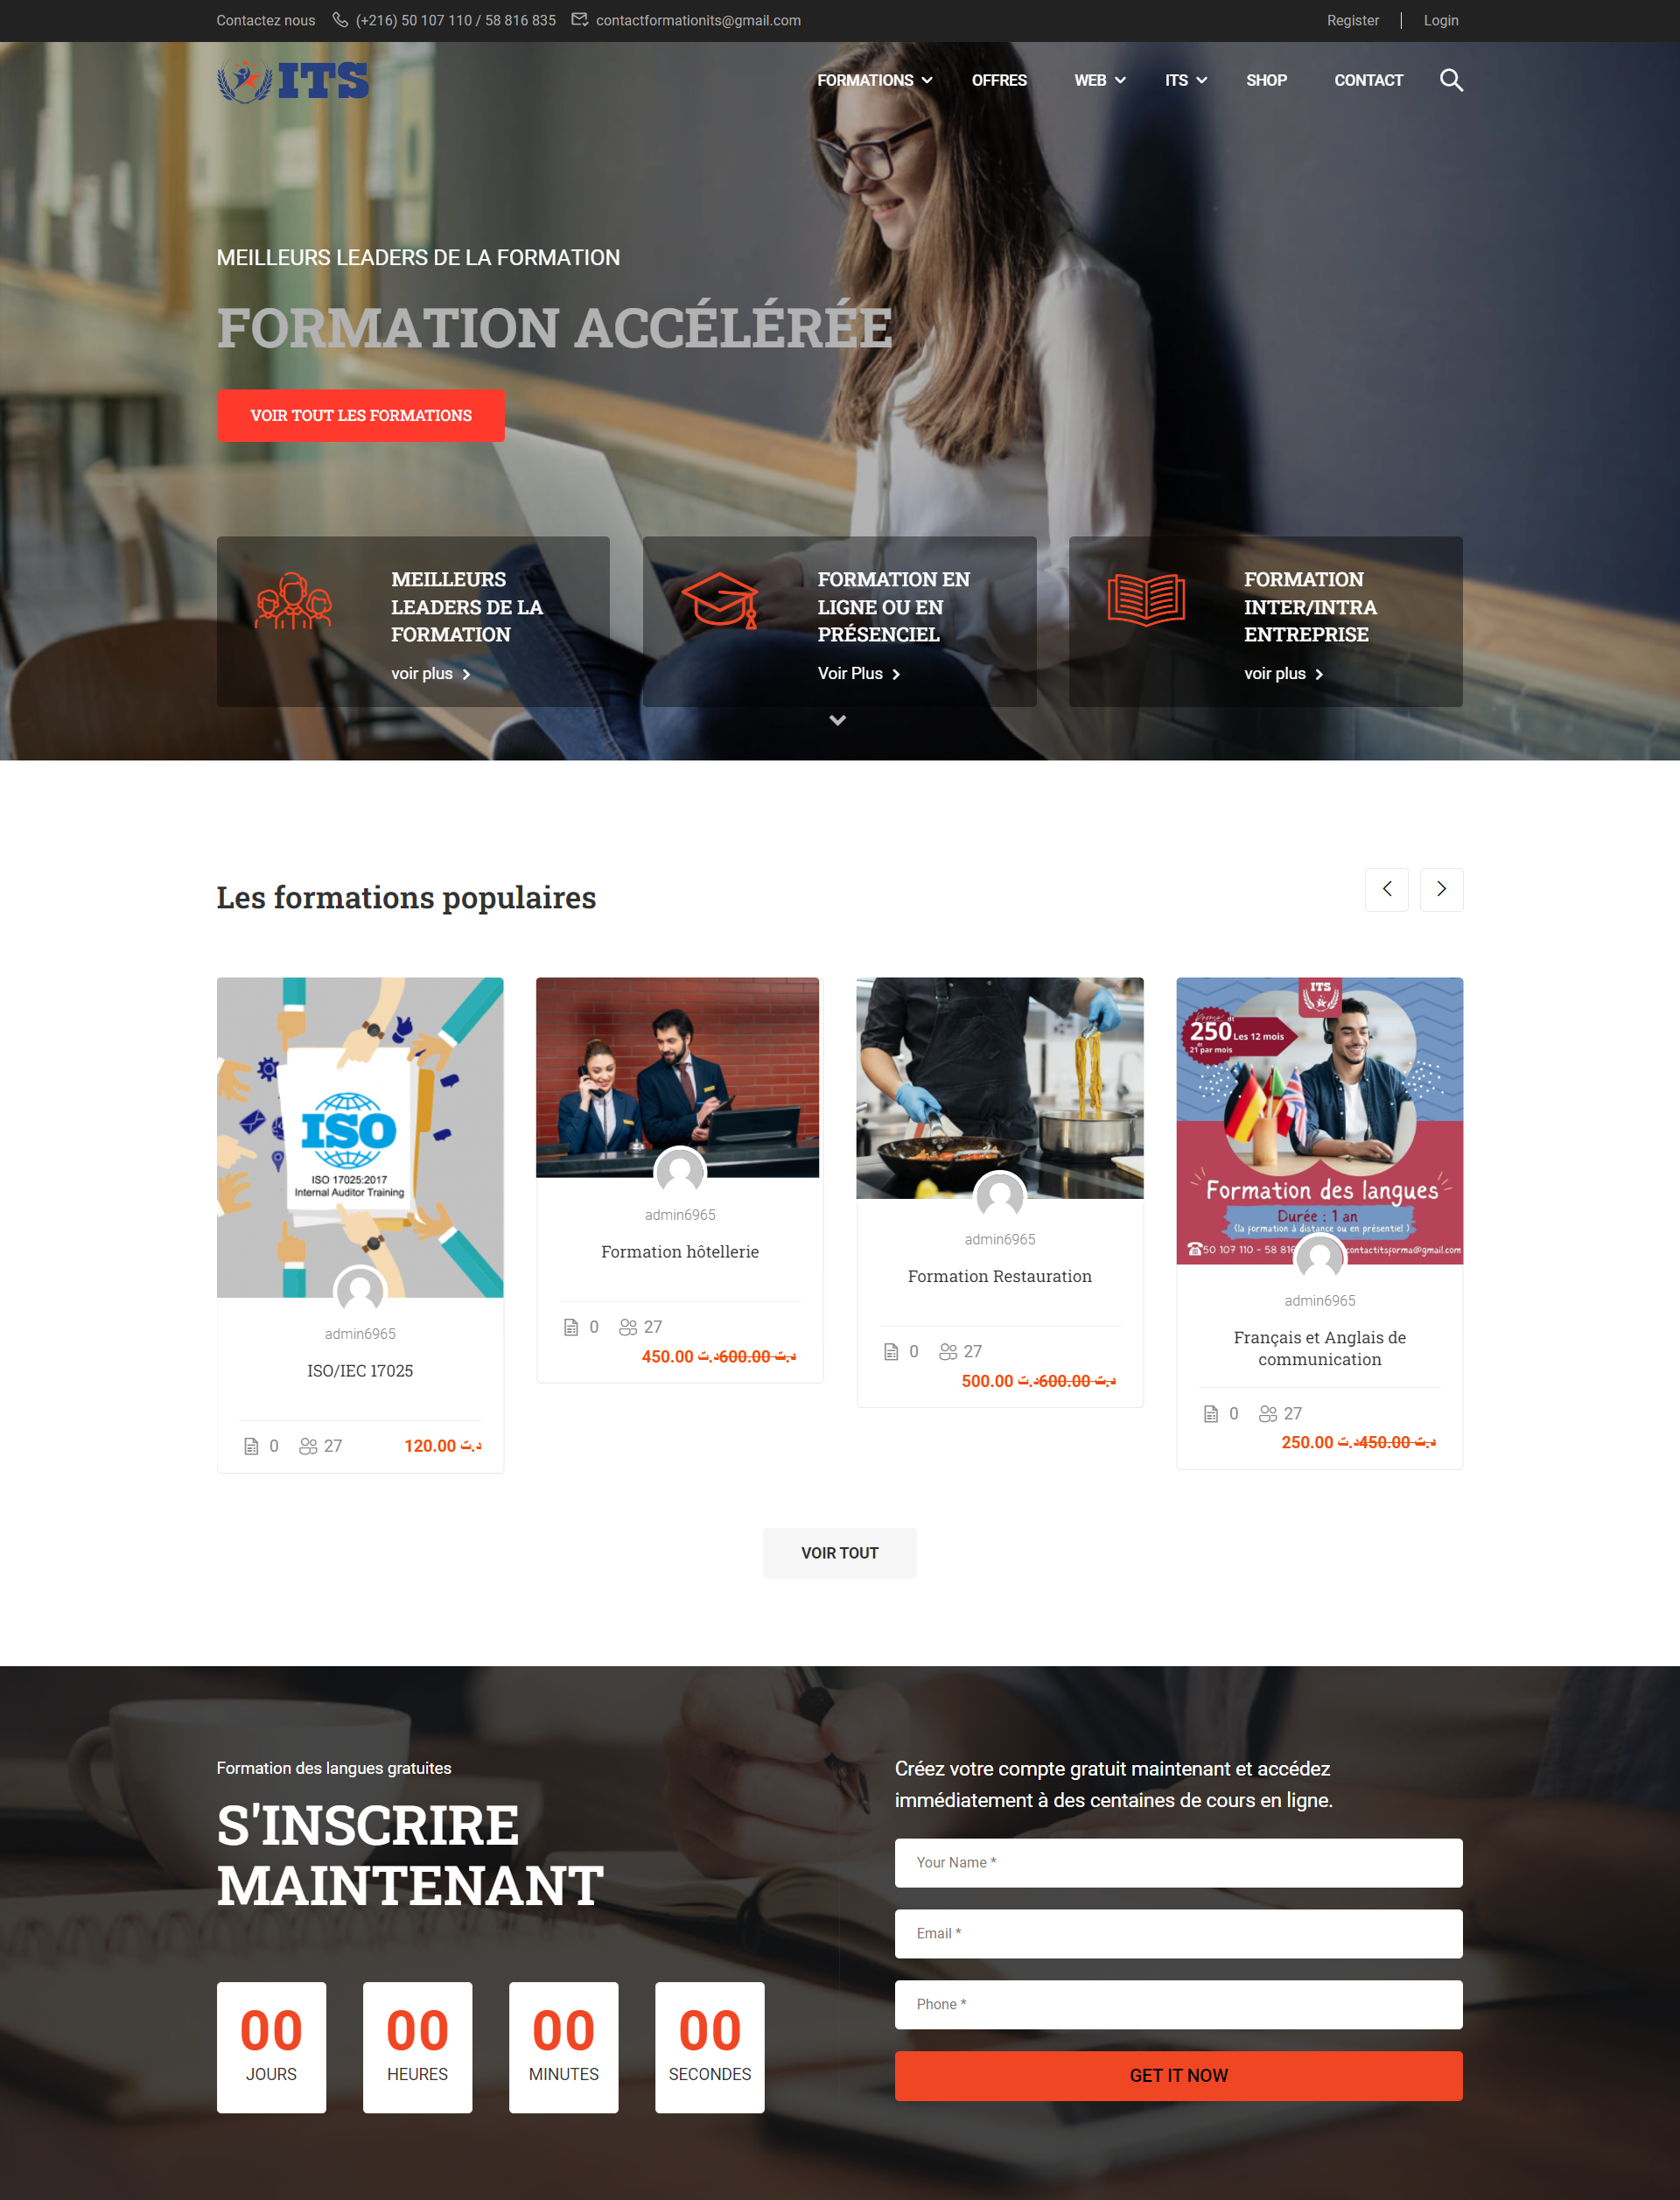 Contactez nous (+216) 50 107 110 / 58 816 835 contactformationits@gmail.com Register Login
ITS FORMATIONS OFFRES WEB ITS SHOP CONTACT
MEILLEURS LEADERS DE LA FORMATION
FORMATION ACCÉLÉRÉE
VOIR TOUT LES FORMATIONS
MEILLEURS
LEADERS DE LA
FORMATION
voir plus
FORMATION EN
LIGNE OU EN
PRÉSENCIEL
Voir Plus
FORMATION
INTER/INTRA
ENTREPRISE
voir plus
Les formations populaires
ISO
ISO 17025:2017
Internal Auditor Training
admin6965
ISO/IEC 17025
0 27 120.00 د.ت
admin6965
Formation hôtellerie
0 27
450.00 د.ت600.00 د.ت
admin6965
Formation Restauration
0 27
500.00 د.ت600.00 د.ت
ITS
Promo
250 dt Les 12 mois
21 par mois
Formation des langues
Durée : 1 an
(la formation à distance ou en présentiel )
50 107 110 - 58 816 contactitsforma@gmail.com
admin6965
Français et Anglais de
communication
0 27
250.00 د.ت450.00 د.ت
VOIR TOUT
Formation des langues gratuites
S'INSCRIRE
MAINTENANT
00 00 00 00
JOURS HEURES MINUTES SECONDES
Créez votre compte gratuit maintenant et accédez
immédiatement à des centaines de cours en ligne.
Your Name *
Email *
Phone *
GET IT NOW